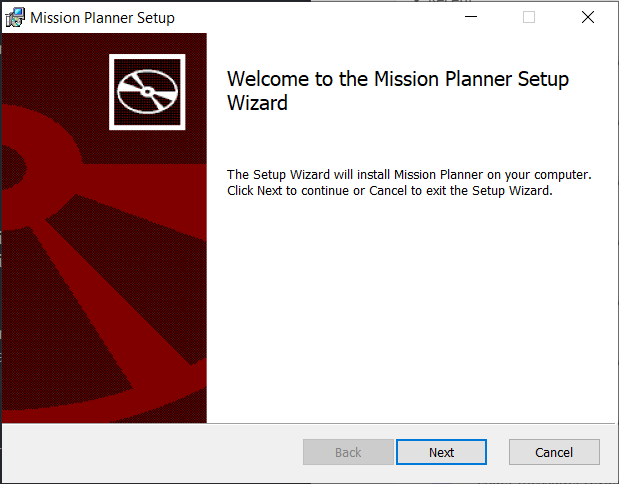 Mission Planner Setup
Welcome to the Mission Planner Setup
Wizard
The Setup Wizard will install Mission Planner on your computer.
Click Next to continue or Cancel to exit the Setup Wizard.
Back
Next
Cancel